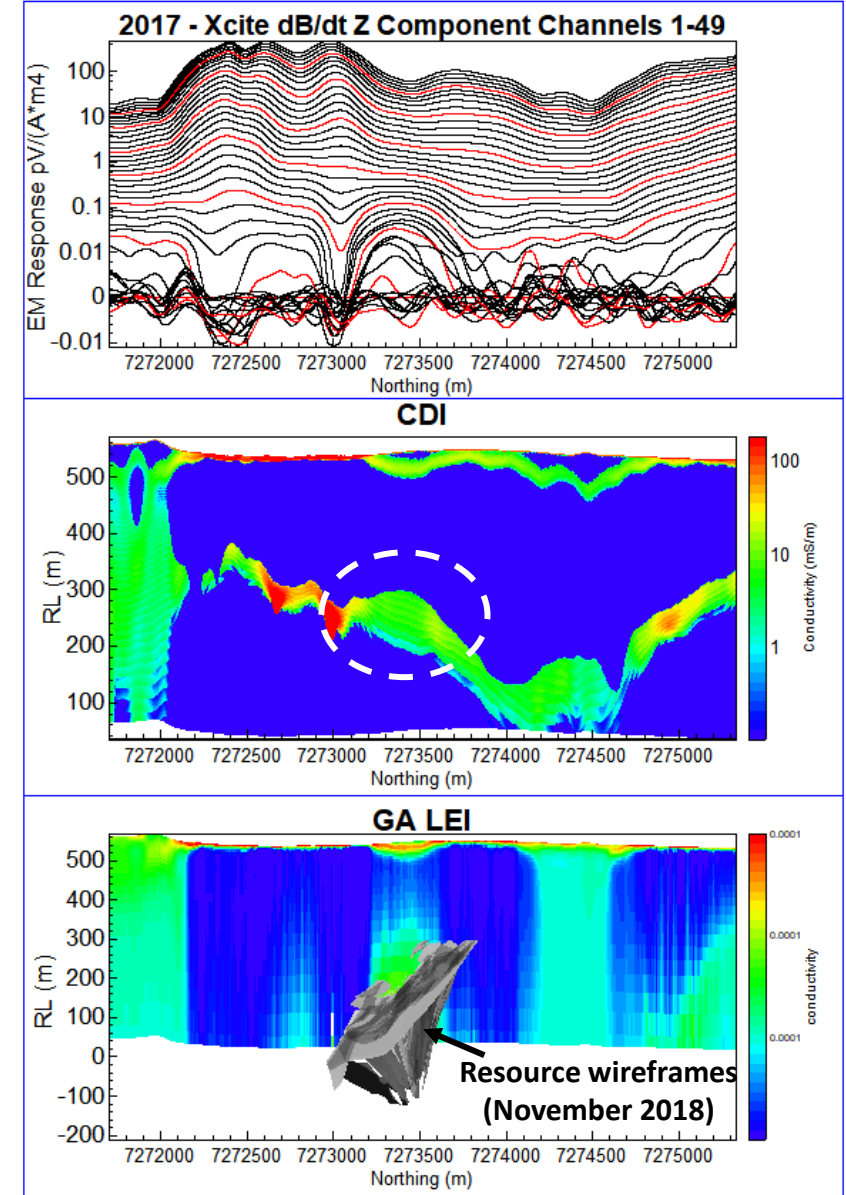 2017 - Xcite dB/dt Z Component Channels 1-49
EM Response pV/(A*m4)
100
10
1
0.1
0.01
0
-0.01
7272000 7272500 7273000 7273500 7274000 7274500 7275000
Northing (m)
CDI
RL (m)
500
400
300
200
100
7272000 7272500 7273000 7273500 7274000 7274500 7275000
Northing (m)
100
10
1
Conductivity (mS/m)
GA LEI
RL (m)
500
400
300
200
100
0
-100
-200
Resource wireframes
(November 2018)
7272000 7272500 7273000 7273500 7274000 7274500 7275000
Northing (m)
0.0001
0.0001
0.0001
conductivity